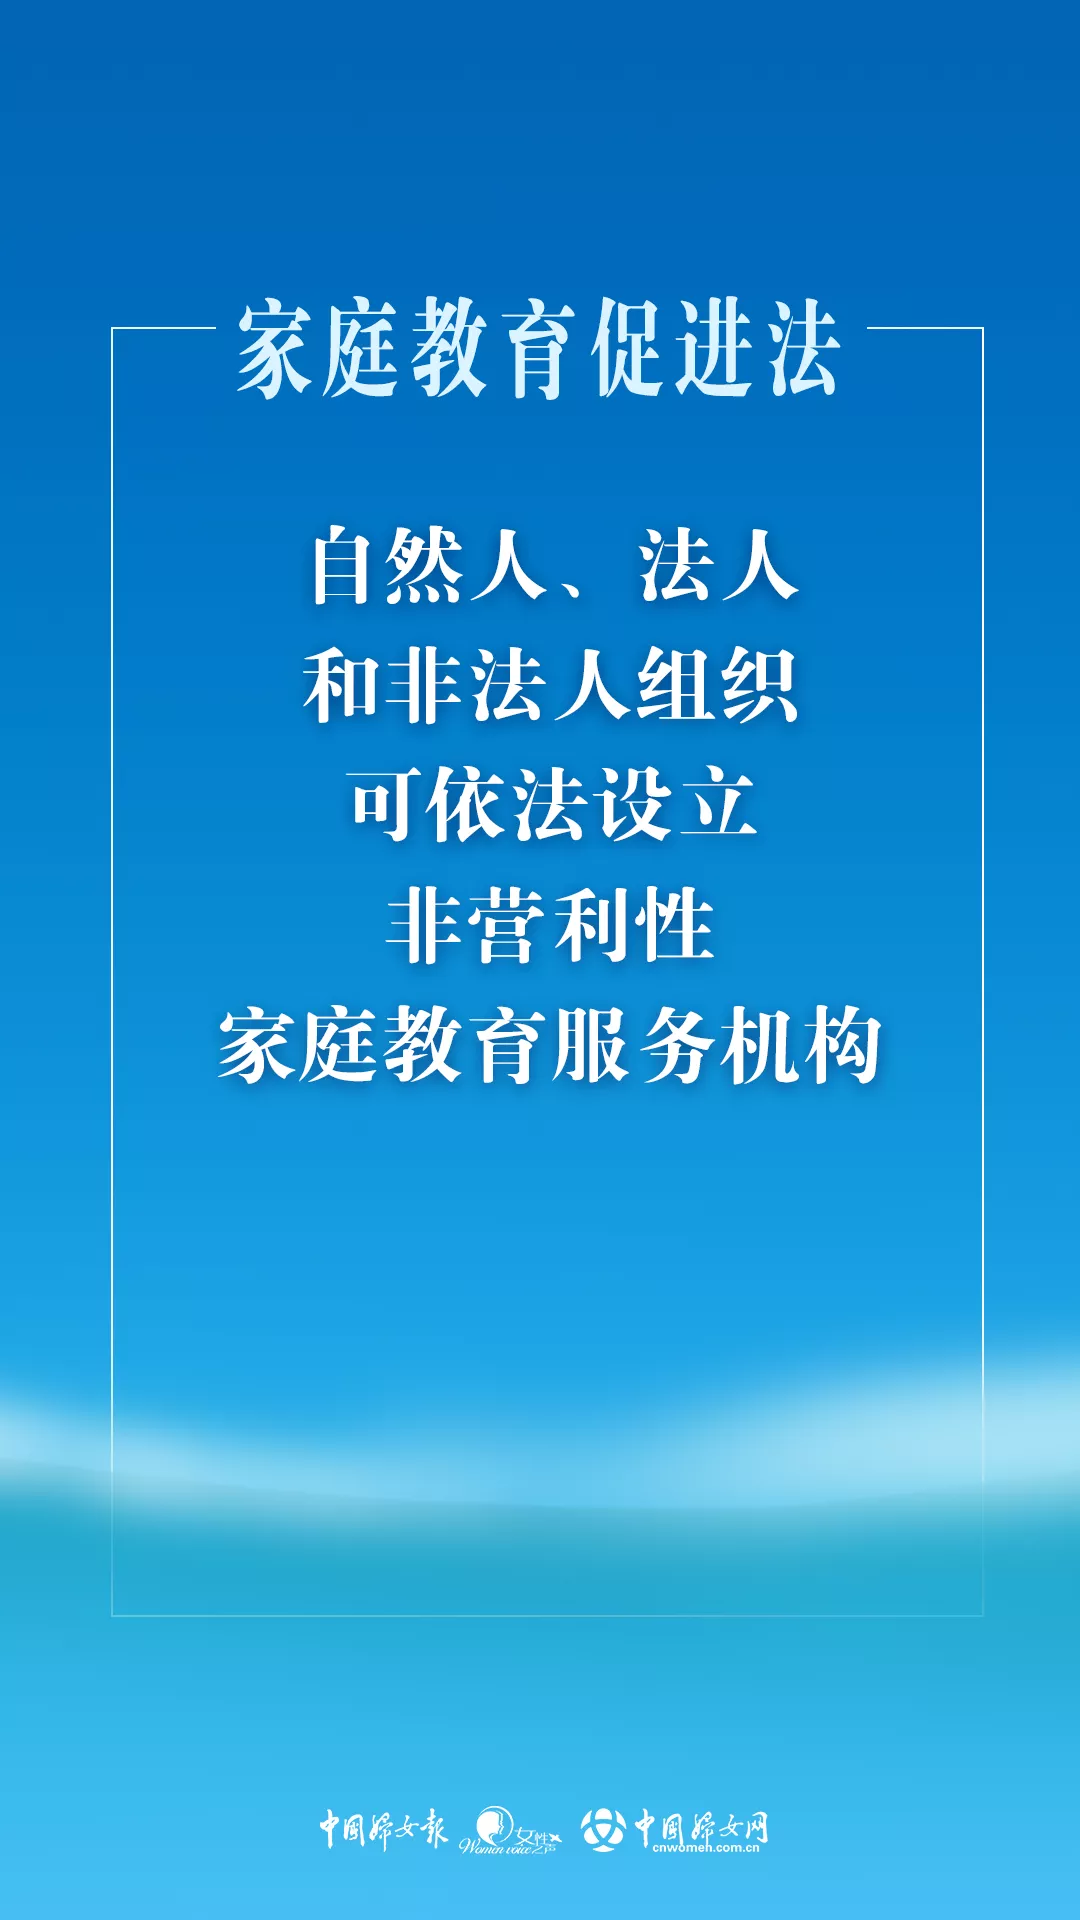 家庭教育促进法
自然人、法人
和非法人组织
可依法设立
非营利性
家庭教育服务机构
中国妇女报
女性之声
Women voice
中国妇女网
cnwomeh.com.cn